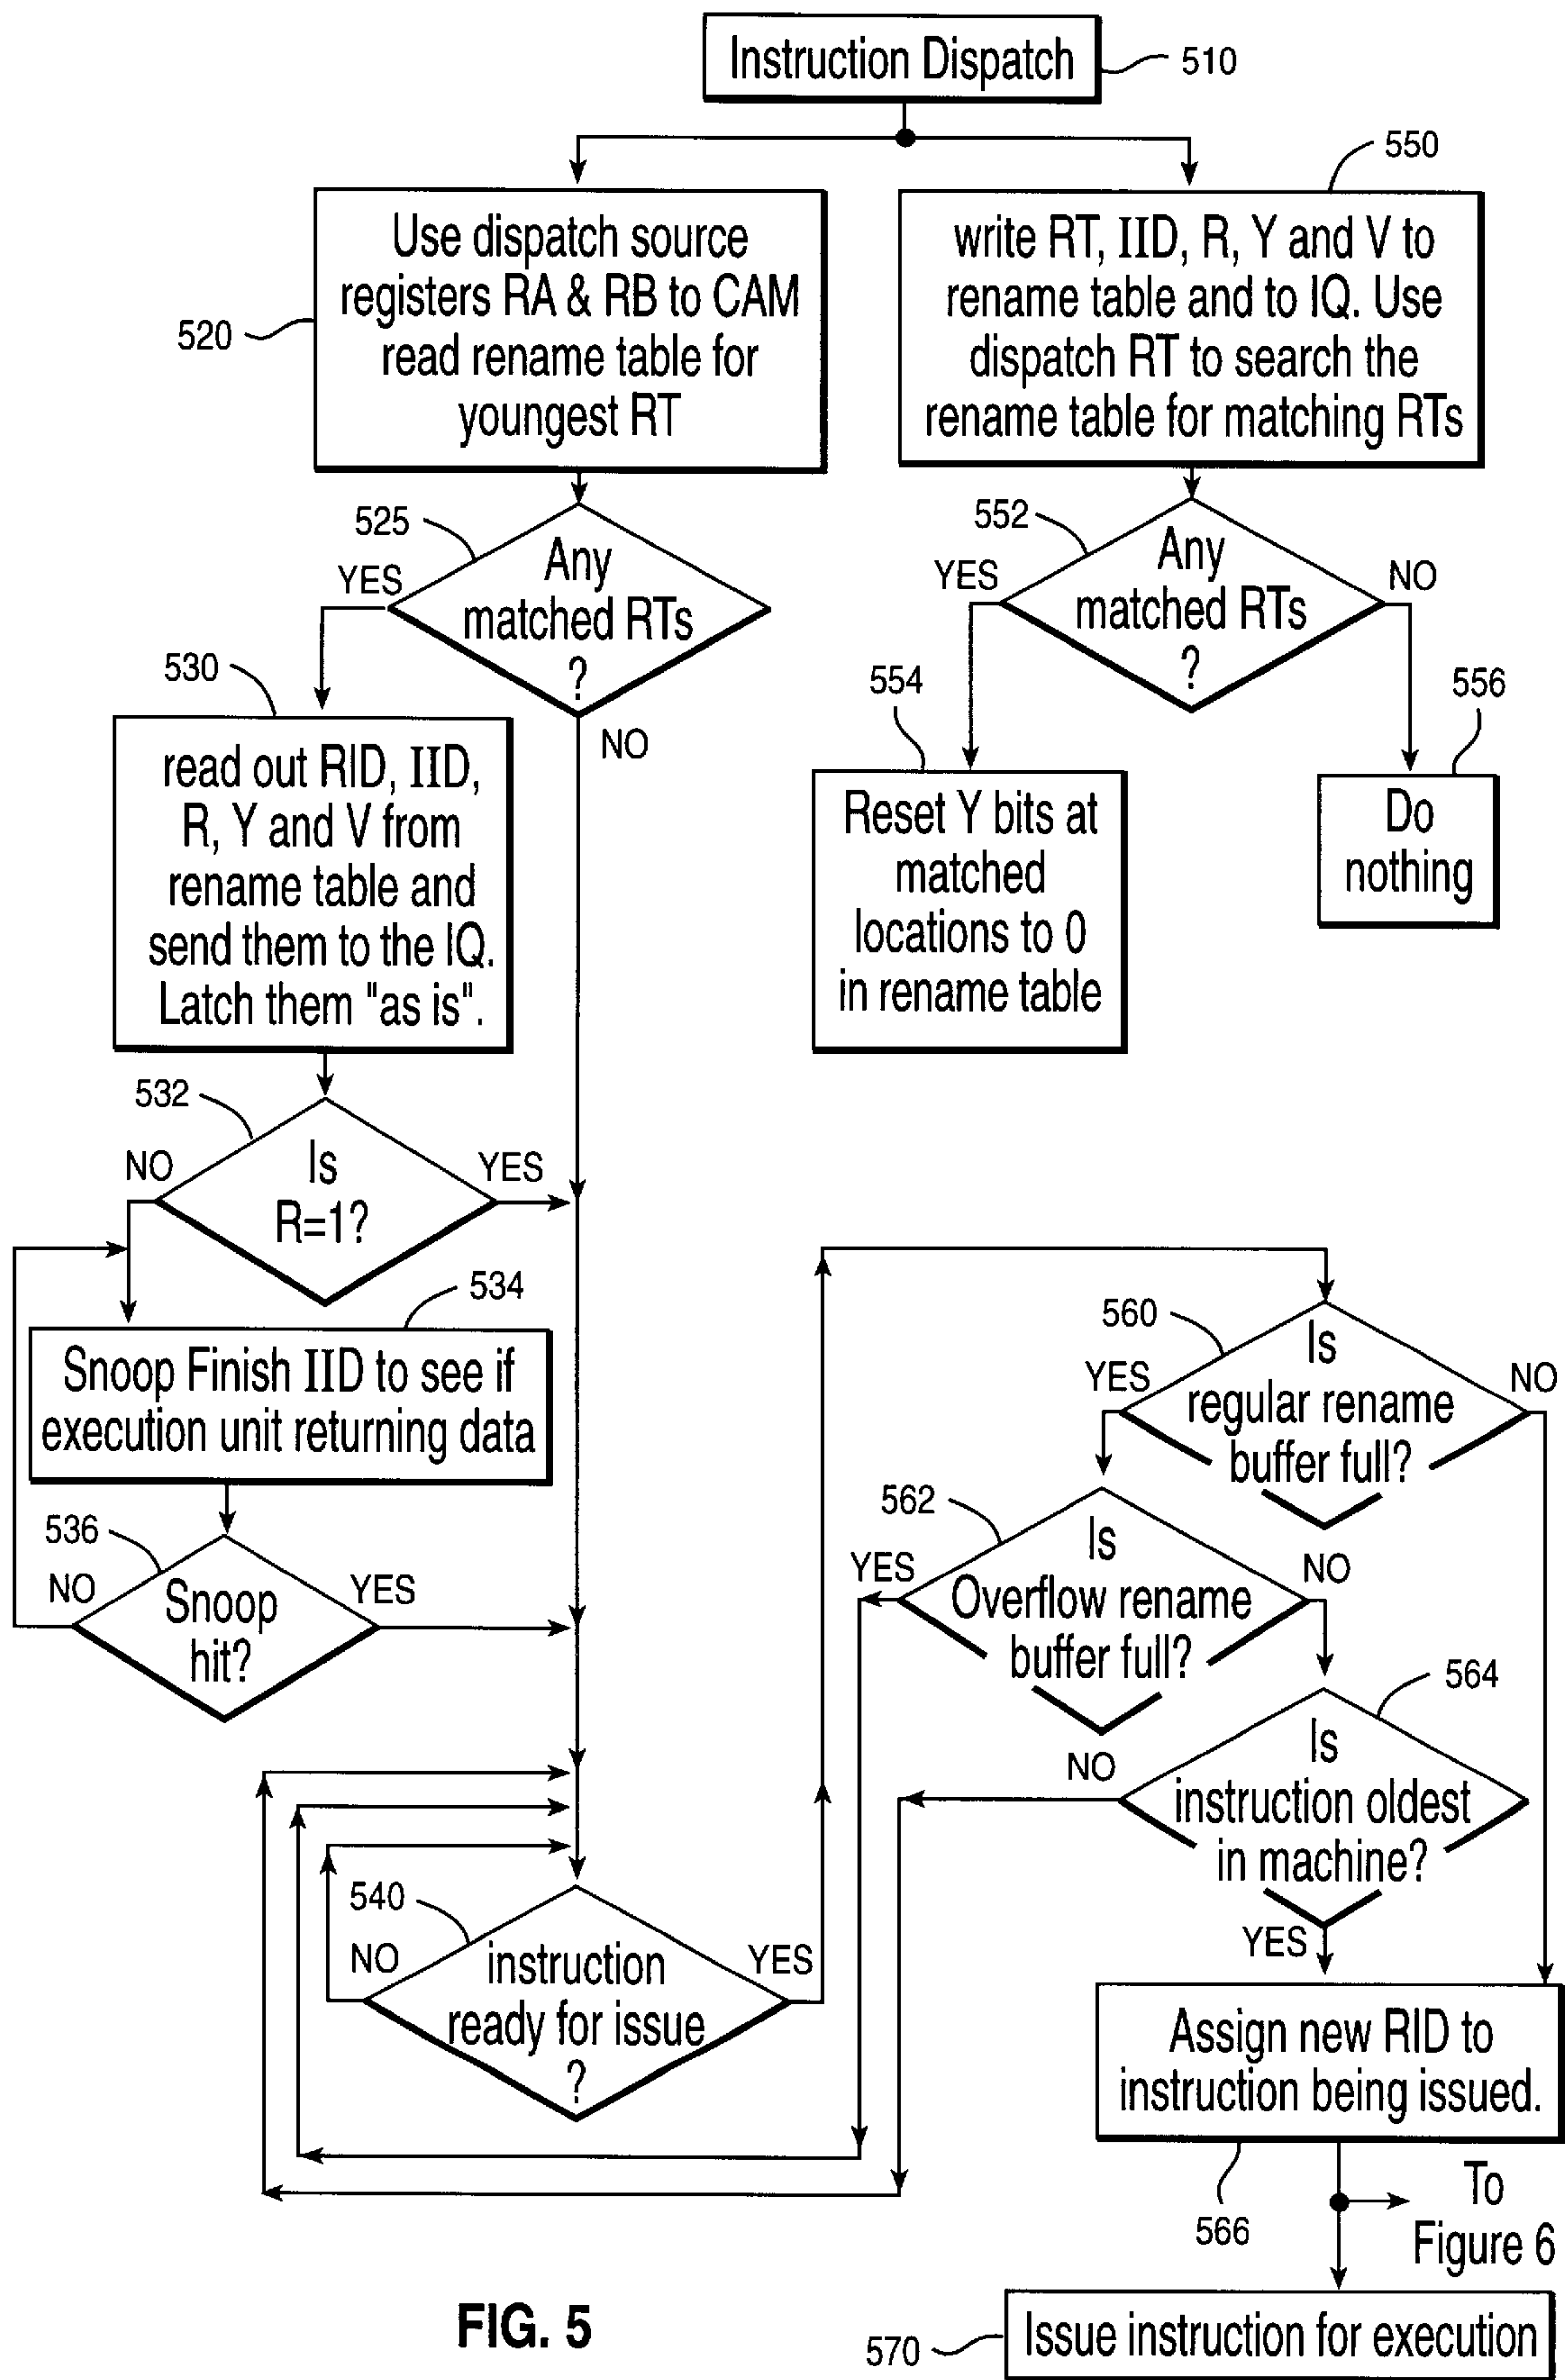 Instruction Dispatch
510
550
Use dispatch source
registers RA & RB to CAM
read rename table for
youngest RT
520
write RT, IID, R, Y and V to
rename table and to IQ. Use
dispatch RT to search the
rename table for matching RTs
525
Any
matched RTs
?
YES
NO
552
Any
matched RTs
?
YES
NO
530
read out RID, IID,
R, Y and V from
rename table and
send them to the IQ.
Latch them "as is".
554
Reset Y bits at
matched
locations to 0
in rename table
556
Do
nothing
532
Is
R=1?
NO
YES
534
Snoop Finish IID to see if
execution unit returning data
536
Snoop
hit?
NO
YES
540
instruction
ready for issue
?
NO
YES
560
Is
regular rename
buffer full?
YES
NO
562
Is
Overflow rename
buffer full?
YES
NO
564
Is
instruction oldest
in machine?
NO
YES
Assign new RID to
instruction being issued.
566
To
Figure 6
570
Issue instruction for execution
FIG. 5